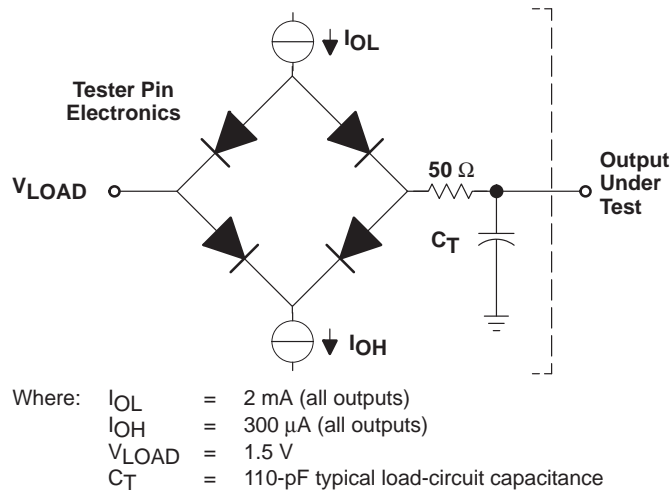 IOL
Tester Pin
Electronics
VLOAD
50 Ω
Output
Under
Test
CT
IOH
Where: IOL = 2 mA (all outputs)
IOH = 300 μA (all outputs)
VLOAD = 1.5 V
CT = 110-pF typical load-circuit capacitance